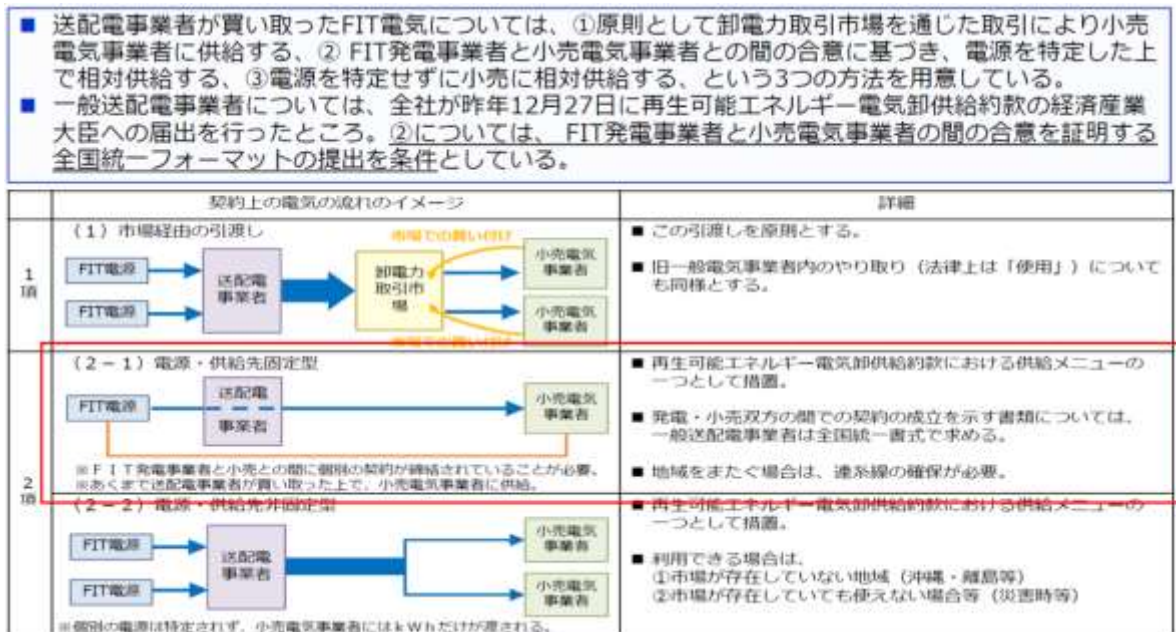 ■ 送配電事業者が買い取ったFIT電気については、①原則として卸電力取引市場を通じた取引により小売
電気事業者に供給する、② FIT発電事業者と小売電気事業者との間の合意に基づき、電源を特定した上
で相対供給する、③電源を特定せずに小売に相対供給する、という3つの方法を用意している。
■ 一般送配電事業者については、全社が昨年12月27日に再生可能エネルギー電気卸供給約款の経済産業
大臣への届出を行ったところ。②については、 FIT発電事業者と小売電気事業者の間の合意を証明する
全国統一フォーマットの提出を条件としている。
契約上の電気の流れのイメージ
詳細
1
項
(1)市場経由の引渡し
市場での買い付け
FIT電源
FIT電源
送配電
事業者
卸電力
取引市
場
小売電気
事業者
小売電気
事業者
市場での買い付け
■ この引渡しを原則とする。
■ 旧一般電気事業者内のやり取り(法律上は「使用」)について
も同様とする。
2
項
(2-1)電源・供給先固定型
FIT電源
送配電
事業者
小売電気
事業者
※FIT発電事業者と小売との間に個別の契約が締結されていることが必要。
※あくまで送配電事業者が買い取った上で、小売電気事業者に供給。
■ 再生可能エネルギー電気卸供給約款における供給メニューの
一つとして措置。
■ 発電・小売双方の間での契約の成立を示す書類については、
一般送配電事業者は全国統一書式で求める。
■ 地域をまたぐ場合は、連系線の確保が必要。
(2-2)電源・供給先非固定型
FIT電源
FIT電源
送配電
事業者
小売電気
事業者
小売電気
事業者
※個別の電源は特定されず、小売電気事業者にはkWhだけが渡される。
■ 再生可能エネルギー電気卸供給約款における供給メニューの
一つとして措置。
■ 利用できる場合は、
①市場が存在していない地域(沖縄・離島等)
②市場が存在していても使えない場合等(災害時等)